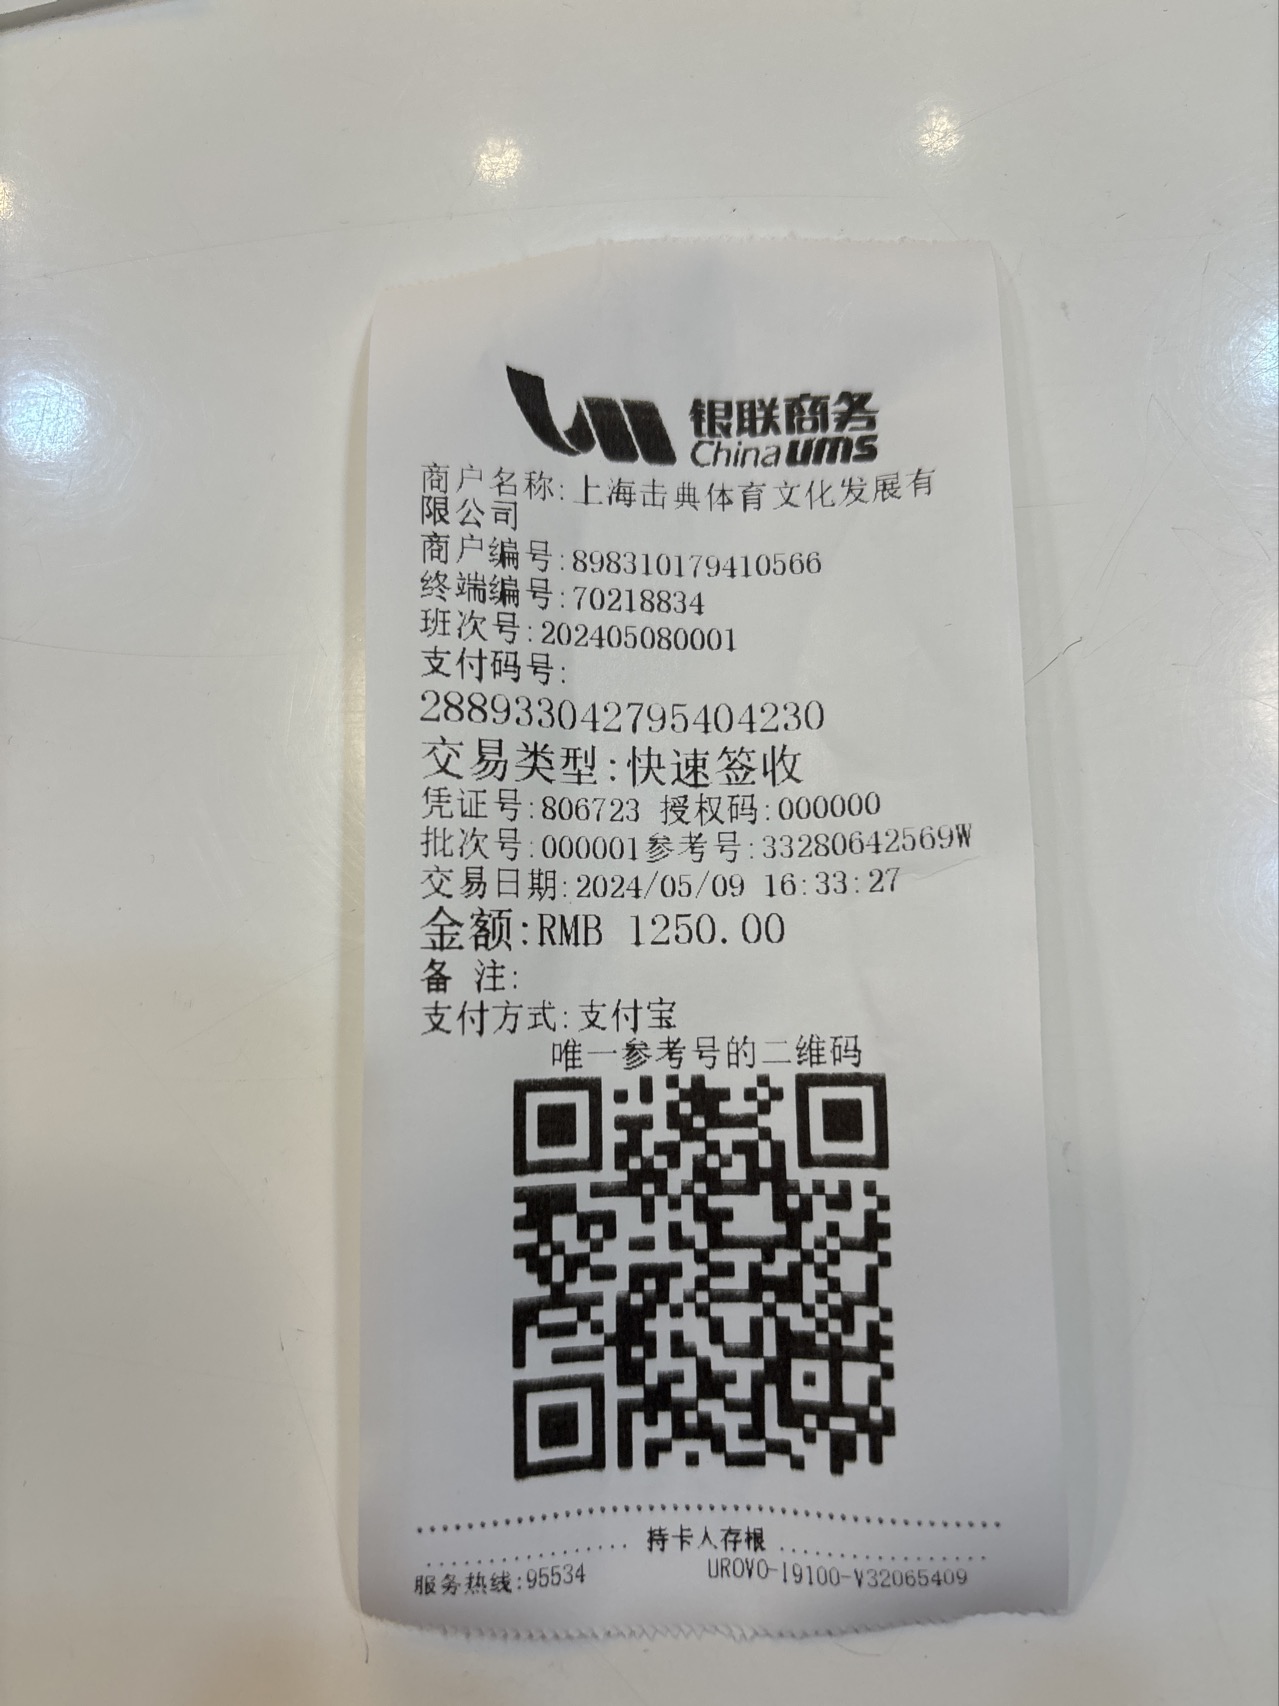 银联商务
China ums
商户名称:上海击典体育文化发展有
限公司
商户编号:898310179410566
终端编号:70218834
班次号:202405080001
支付码号:
288933042795404230
交易类型:快速签收
凭证号:806723 授权码:000000
批次号:000001参考号:33280642569W
交易日期:2024/05/09 16:33:27
金额:RMB 1250.00
备 注:
支付方式:支付宝
唯一参考号的二维码
持卡人存根
服务热线:95534 UROVO-I9100-V32065409